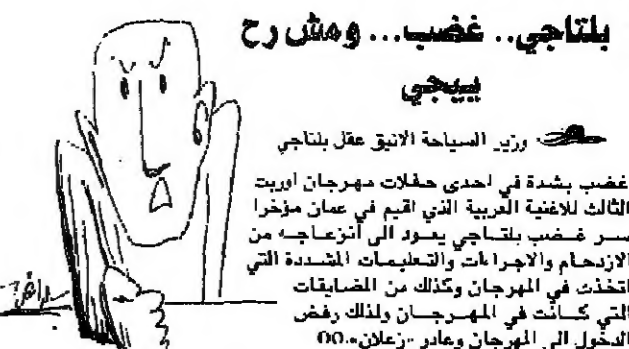 بلتاجي.. غضب... ومش رح
ييجي
وزير السياحة الانيق عقل بلتاجي
غضب بشدة في احدى حفلات مهرجان اوربت
الثالث للاغنية العربية الذي اقيم في عمان مؤخرا
سر غضب بلتاجي يعود الى انزعاجه من
الازدحام والاجراءات والتعليمات المشددة التي
اتخذت في المهرجان وكذلك من المضايقات
التي كانت في المهرجان ولذلك رفض
الدخول الى المهرجان وغادر «زعلان».